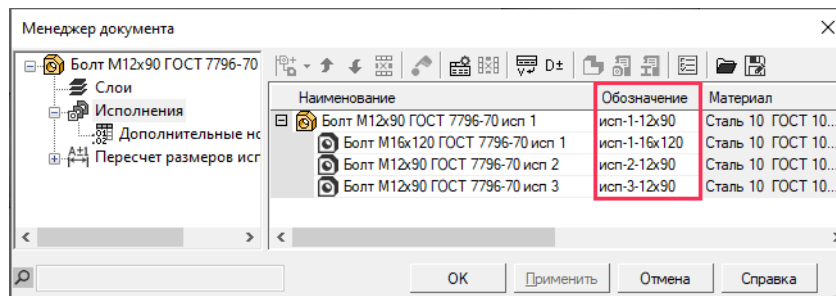 Менеджер документа
Болт М12х90 ГОСТ 7796-70
Слои
Исполнения
Дополнительные но
Пересчет размеров исг
D±
Наименование Обозначение Материал
Болт М12х90 ГОСТ 7796-70 исп 1 исп-1-12х90 Сталь 10 ГОСТ 10...
Болт М16х120 ГОСТ 7796-70 исп 1 исп-1-16х120 Сталь 10 ГОСТ 10...
Болт М12х90 ГОСТ 7796-70 исп 2 исп-2-12х90 Сталь 10 ГОСТ 10...
Болт М12х90 ГОСТ 7796-70 исп 3 исп-3-12х90 Сталь 10 ГОСТ 10...
ОК Применить Отмена Справка